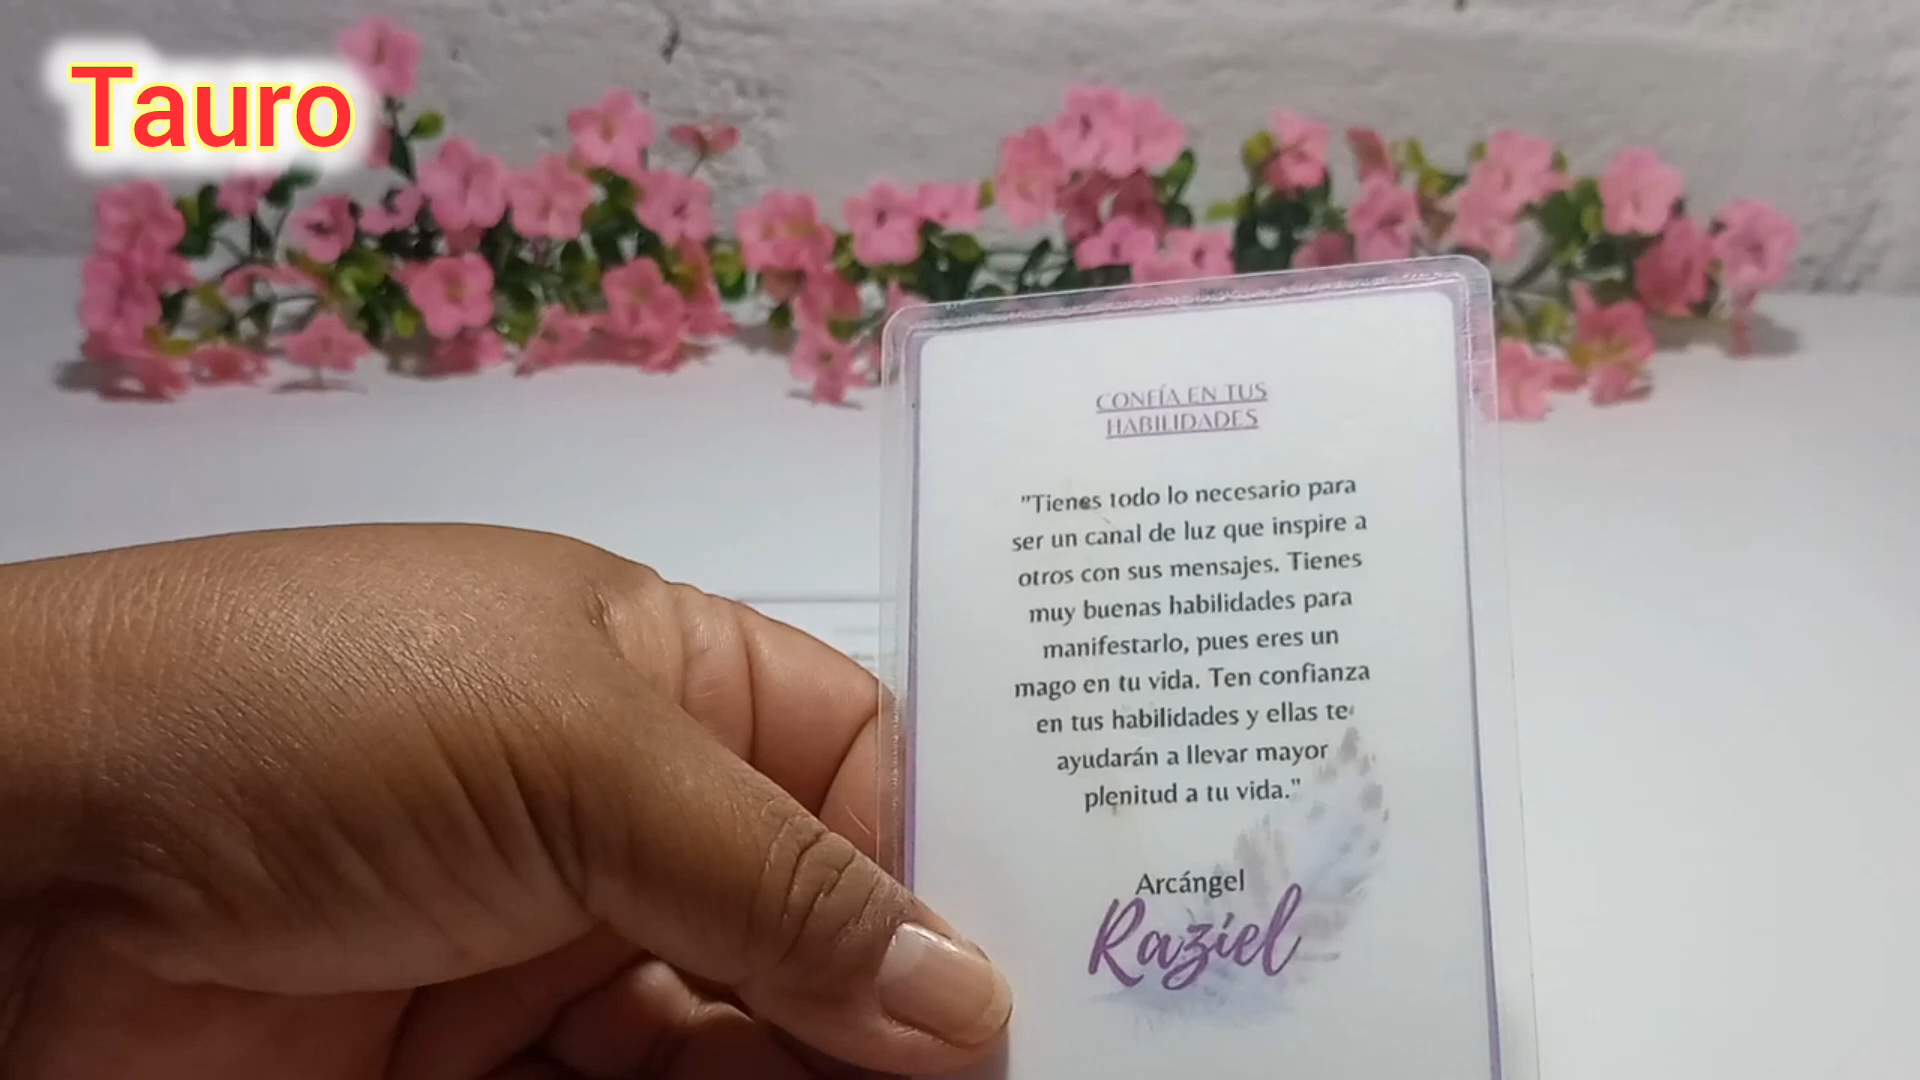 Tauro
CONFÍA EN TUS
HABILIDADES
"Tienes todo lo necesario para
ser un canal de luz que inspire a
otros con sus mensajes. Tienes
muy buenas habilidades para
manifestarlo, pues eres un
mago en tu vida. Ten confianza
en tus habilidades y ellas te
ayudarán a llevar mayor
plenitud a tu vida."
Arcángel
Raziel